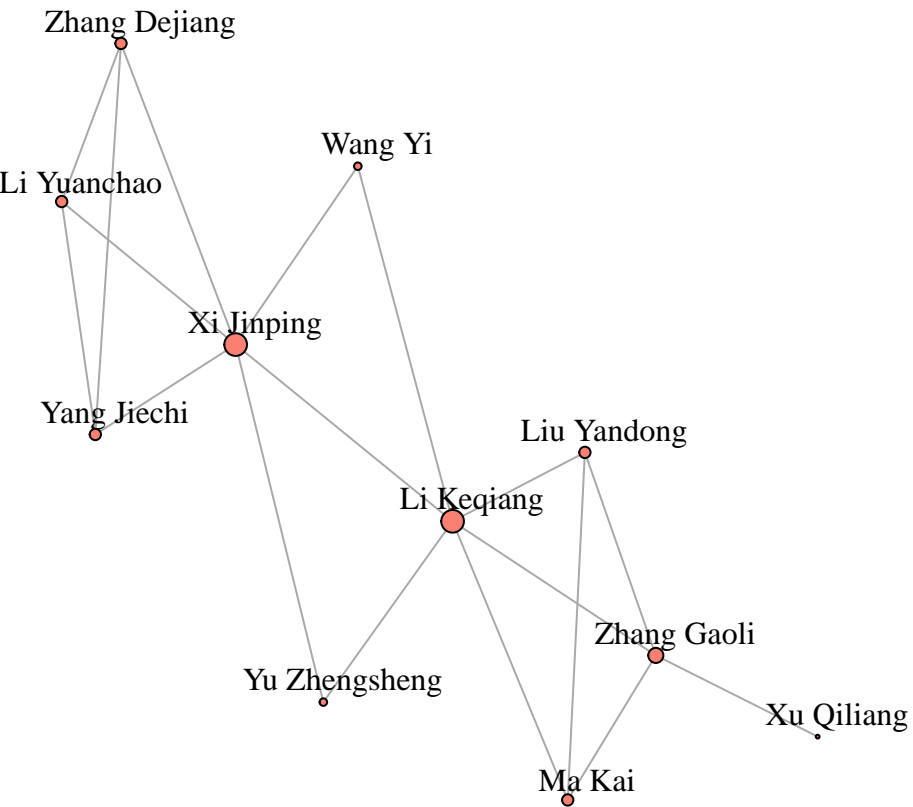 Zhang Dejiang
Wang Yi
Li Yuanchao
Xi Jinping
Yang Jiechi
Liu Yandong
Li Keqiang
Zhang Gaoli
Yu Zhengsheng
Xu Qiliang
Ma Kai